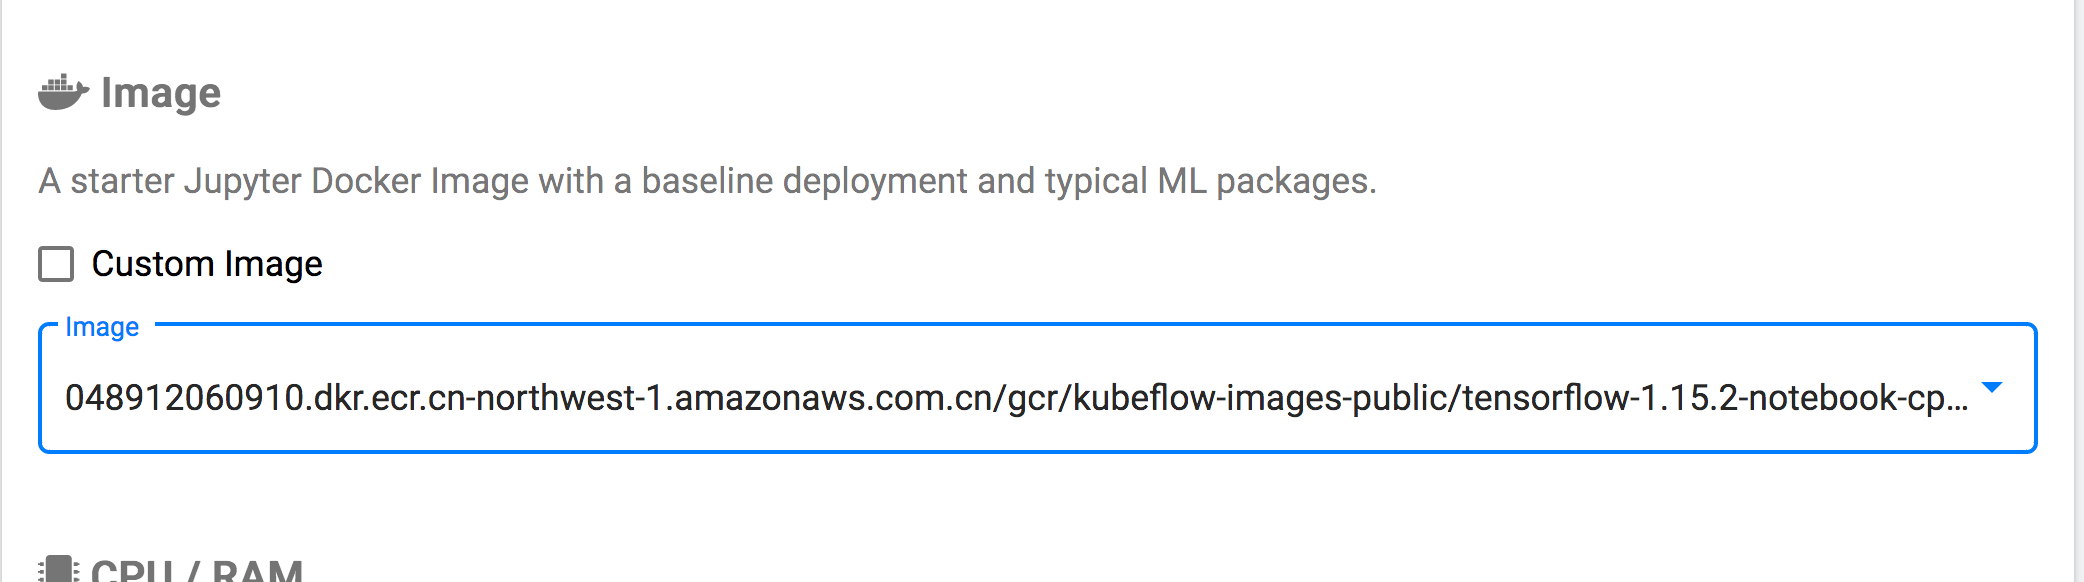 Image
A starter Jupyter Docker Image with a baseline deployment and typical ML packages.
Custom Image
Image
048912060910.dkr.ecr.cn-northwest-1.amazonaws.com.cn/gcr/kubeflow-images-public/tensorflow-1.15.2-notebook-cp...
CPU / RAM